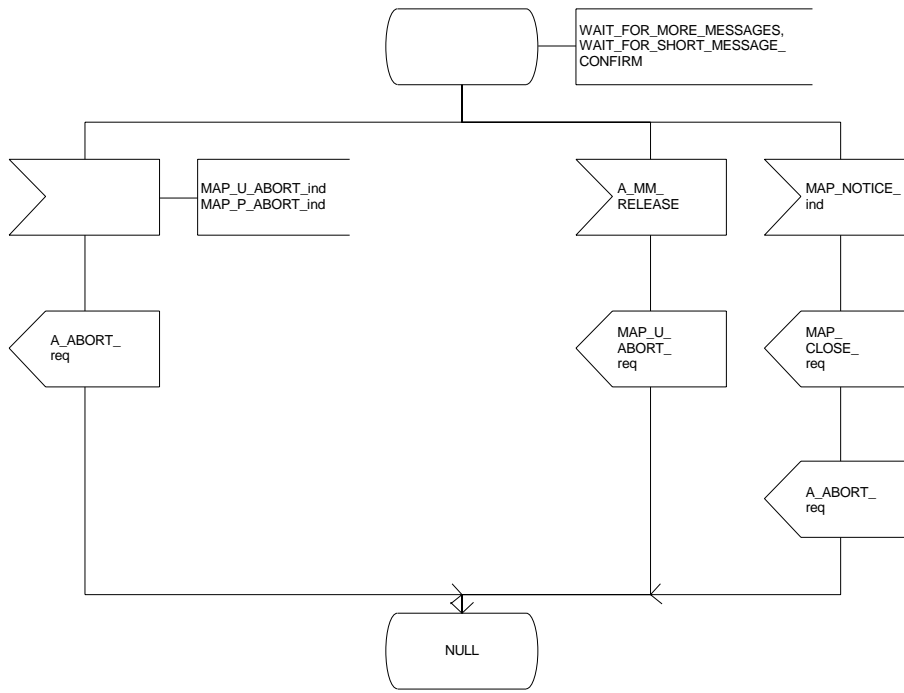 WAIT_FOR_MORE_MESSAGES,
WAIT_FOR_SHORT_MESSAGE_
CONFIRM
MAP_U_ABORT_ind
MAP_P_ABORT_ind
A_MM_
RELEASE
MAP_NOTICE_
ind
A_ABORT_
req
MAP_U_
ABORT_
req
MAP_
CLOSE_
req
A_ABORT_
req
NULL